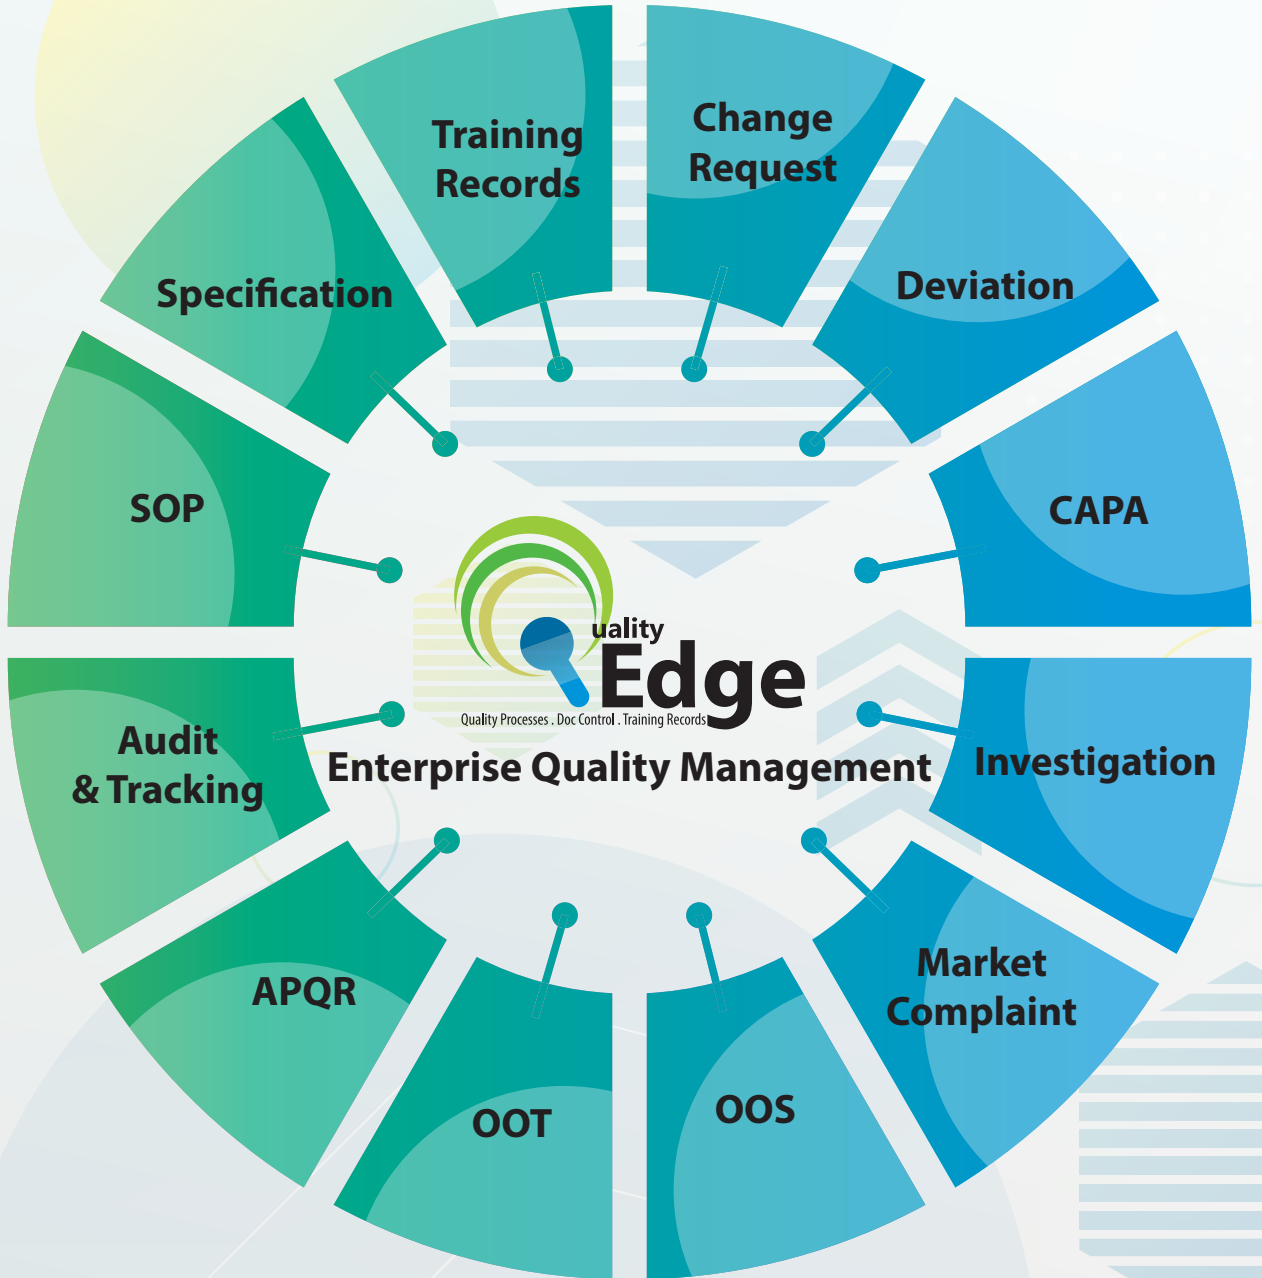 Training
Records
Change
Request
Deviation
CAPA
Investigation
Market
Complaint
OOS
OOT
APQR
Audit
& Tracking
SOP
Specification
uality
Edge
Quality Processes . Doc Control . Training Records
Enterprise Quality Management